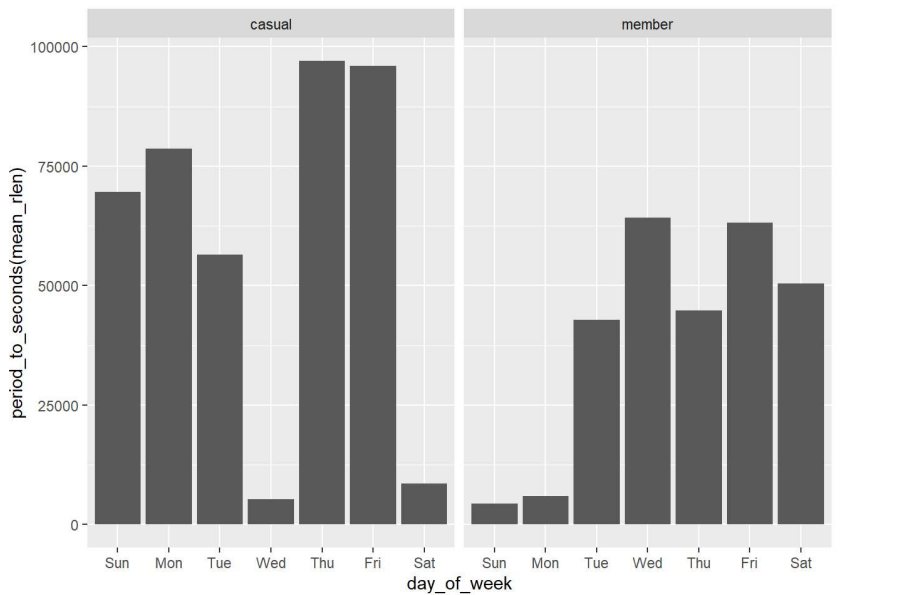 casual member
period_to_seconds(mean_rlen)
100000
75000
50000
25000
0
Sun Mon Tue Wed Thu Fri Sat Sun Mon Tue Wed Thu Fri Sat
day_of_week